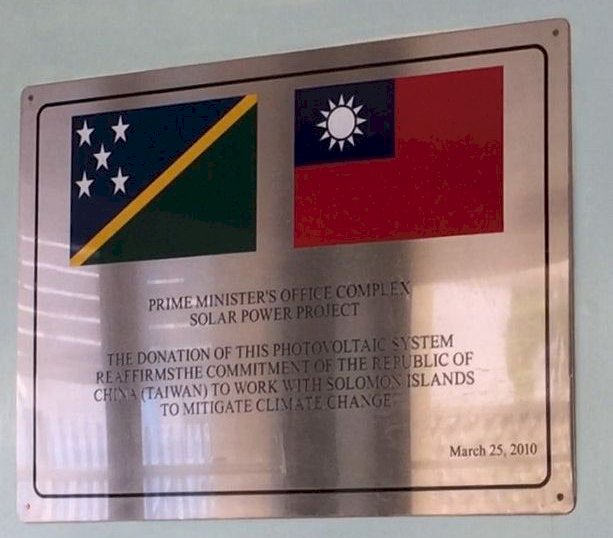 PRIME MINISTER'S OFFICE COMPLEX
SOLAR POWER PROJECT
THE DONATION OF THIS PHOTOVOLTAIC SYSTEM
REAFFIRMSTHE COMMITMENT OF THE REPUBLIC OF
CHINA (TAIWAN) TO WORK WITH SOLOMON ISLANDS
TO MITIGATE CLIMATE CHANGE
March 25, 2010